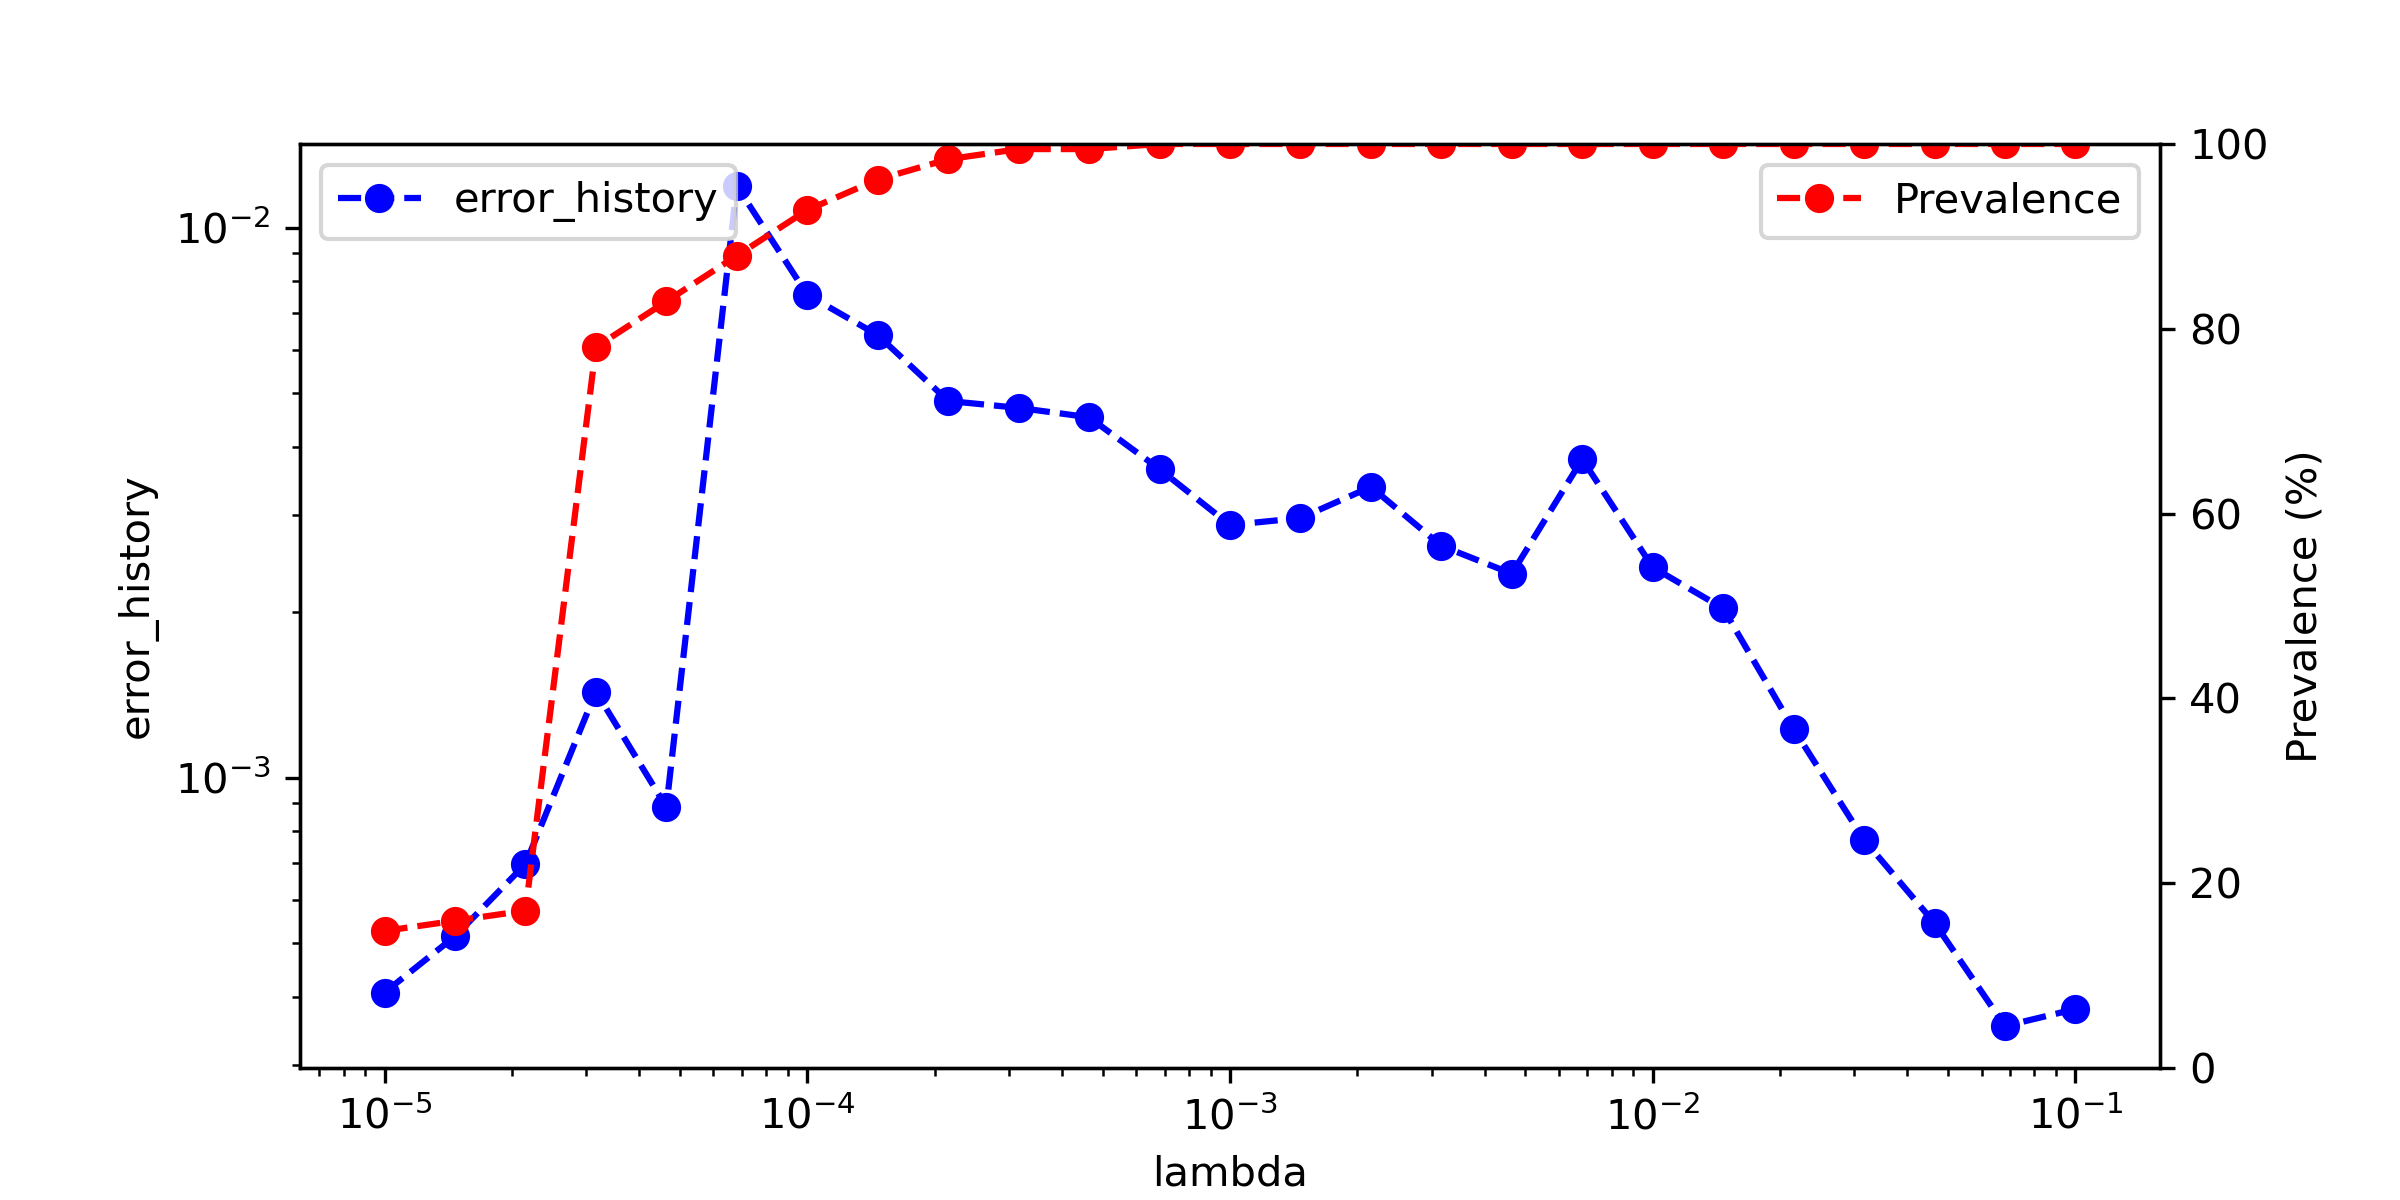 error_history
Prevalence
10⁻²
10⁻³
error_history
100
80
60
40
20
0
Prevalence (%)
10⁻⁵
10⁻⁴
10⁻³
10⁻²
10⁻¹
lambda